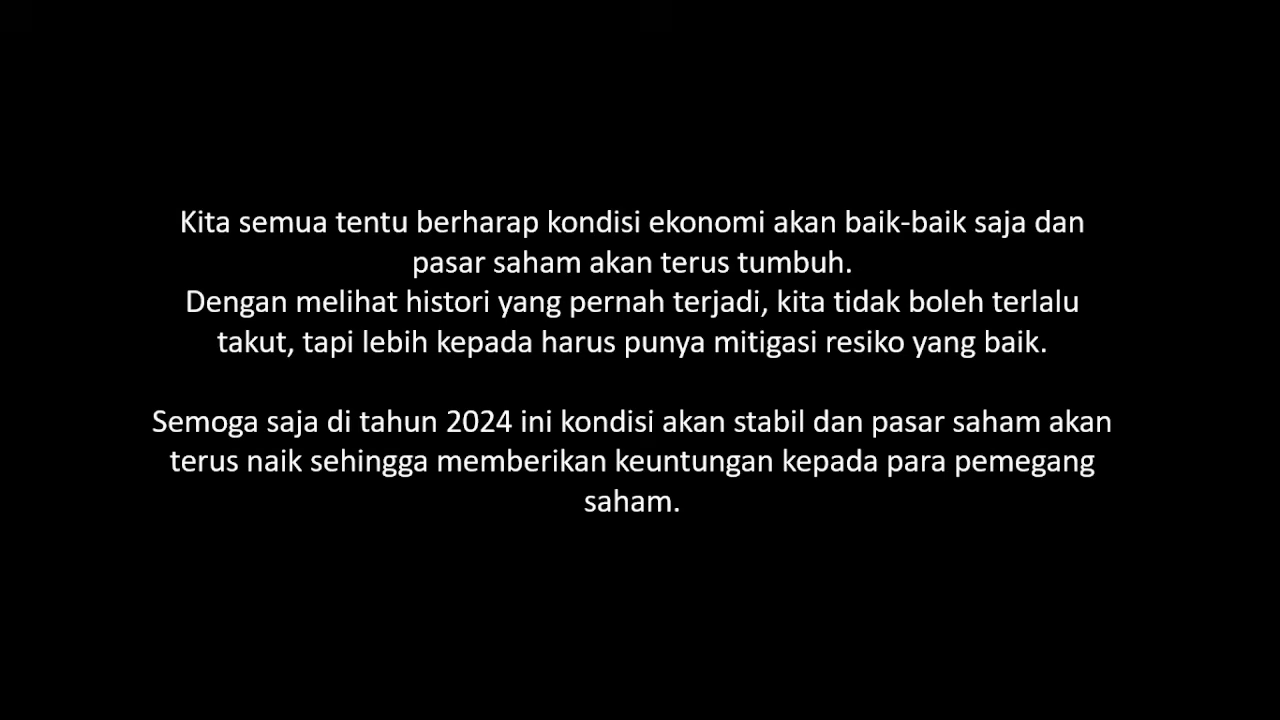 Kita semua tentu berharap kondisi ekonomi akan baik-baik saja dan
pasar saham akan terus tumbuh.
Dengan melihat histori yang pernah terjadi, kita tidak boleh terlalu
takut, tapi lebih kepada harus punya mitigasi resiko yang baik.
Semoga saja di tahun 2024 ini kondisi akan stabil dan pasar saham akan
terus naik sehingga memberikan keuntungan kepada para pemegang
saham.